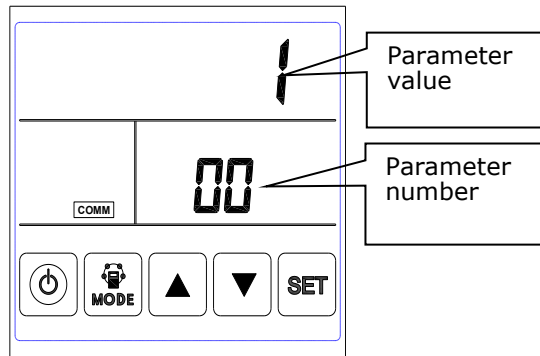 1
Parameter
value
00
Parameter
number
COMM
MODE
SET